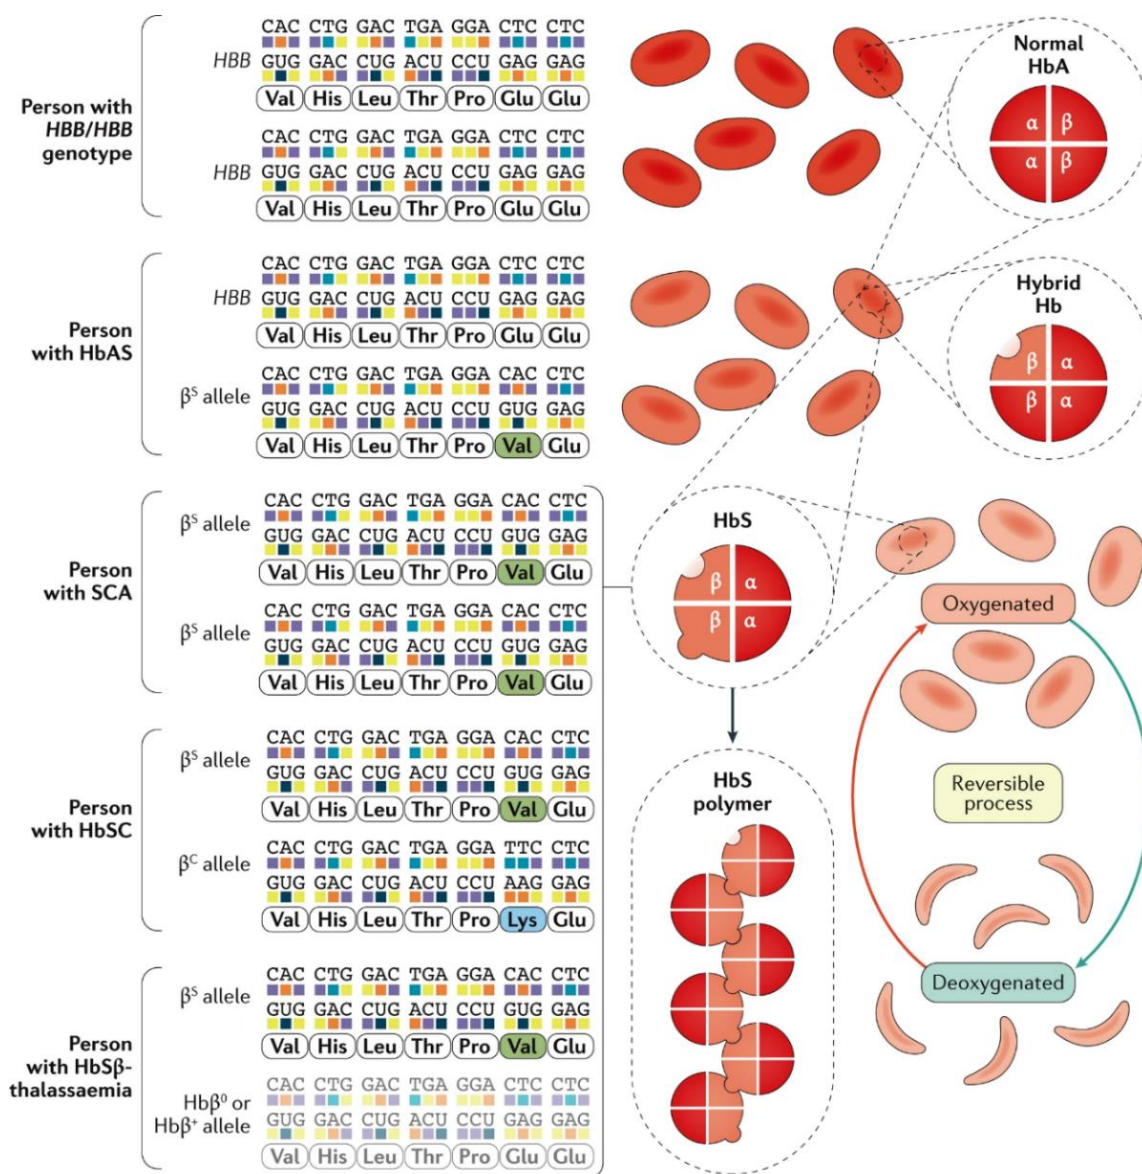 Person with
HBB/HBB
genotype
HBB
CAC CTG GAC TGA GGA CTC CTC
GUG GAC CUG ACU CCU GAG GAG
Val His Leu Thr Pro Glu Glu
HBB
CAC CTG GAC TGA GGA CTC CTC
GUG GAC CUG ACU CCU GAG GAG
Val His Leu Thr Pro Glu Glu
Normal
HbA
α β
α β
Person
with HbAS
HBB
CAC CTG GAC TGA GGA CTC CTC
GUG GAC CUG ACU CCU GAG GAG
Val His Leu Thr Pro Glu Glu
βS allele
CAC CTG GAC TGA GGA CAC CTC
GUG GAC CUG ACU CCU GUG GAG
Val His Leu Thr Pro Val Glu
Hybrid
Hb
β α
β α
Person
with SCA
βS allele
CAC CTG GAC TGA GGA CAC CTC
GUG GAC CUG ACU CCU GUG GAG
Val His Leu Thr Pro Val Glu
βS allele
CAC CTG GAC TGA GGA CAC CTC
GUG GAC CUG ACU CCU GUG GAG
Val His Leu Thr Pro Val Glu
HbS
β α
β α
Oxygenated
Person
with HbSC
βS allele
CAC CTG GAC TGA GGA CAC CTC
GUG GAC CUG ACU CCU GUG GAG
Val His Leu Thr Pro Val Glu
βC allele
CAC CTG GAC TGA GGA TTC CTC
GUG GAC CUG ACU CCU AAG GAG
Val His Leu Thr Pro Lys Glu
HbS
polymer
Reversible
process
Deoxygenated
Person
with HbSβ-
thalassaemia
βS allele
CAC CTG GAC TGA GGA CAC CTC
GUG GAC CUG ACU CCU GUG GAG
Val His Leu Thr Pro Val Glu
Hbβ0 or
Hbβ+ allele
CAC CTG GAC TGA GGA CTC CTC
GUG GAC CUG ACU CCU GAG GAG
Val His Leu Thr Pro Glu Glu